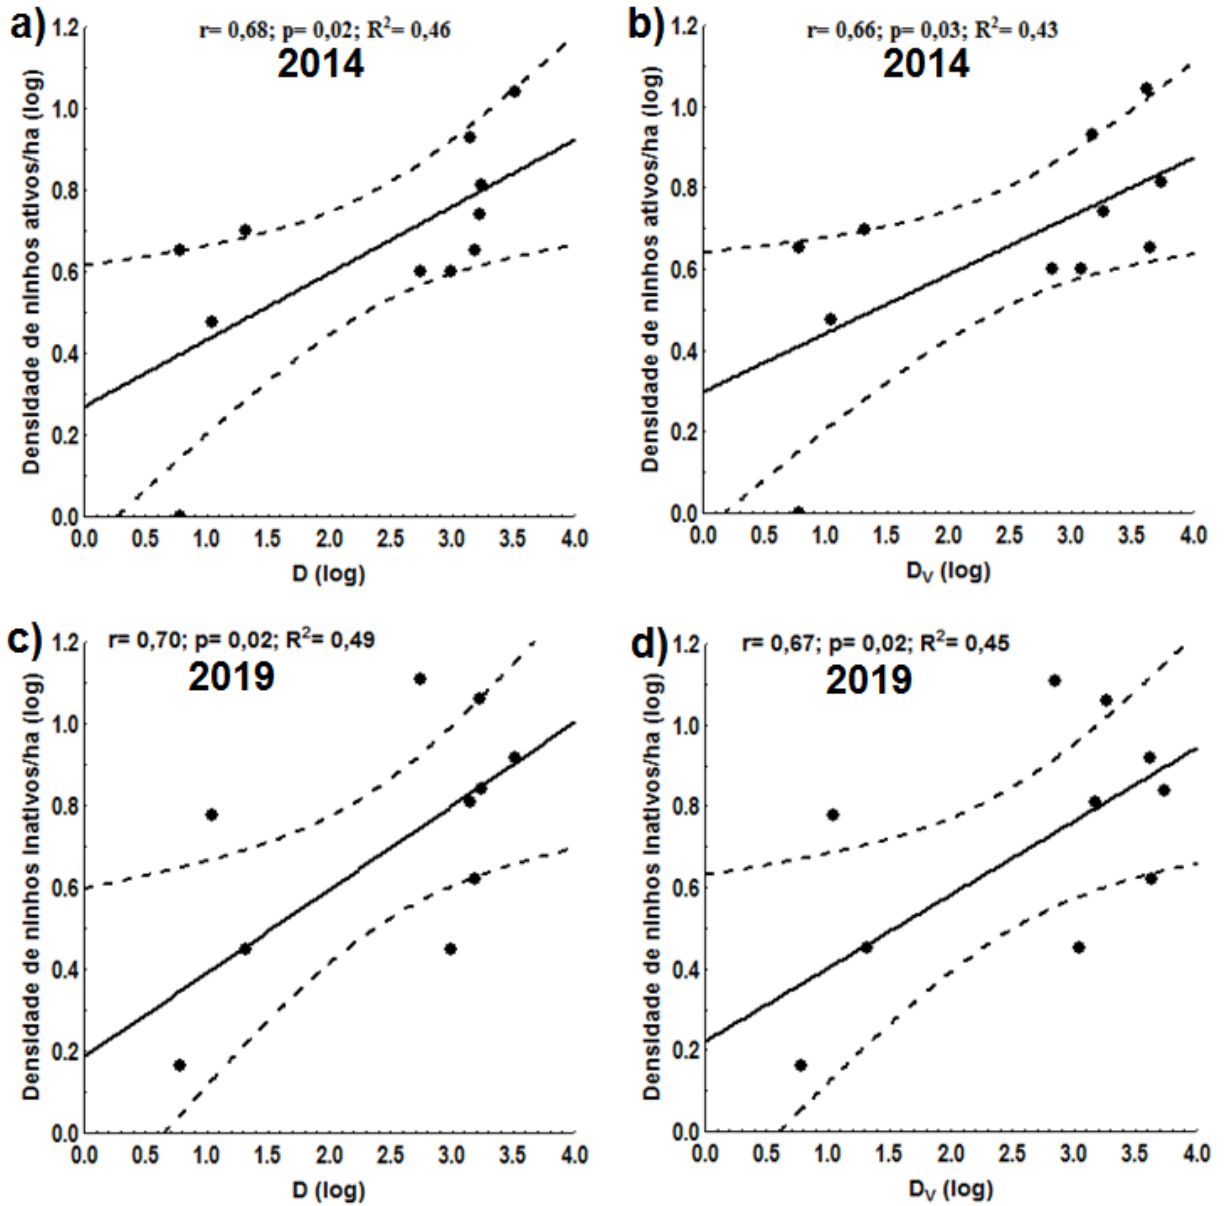 a)
r= 0,68; p= 0,02; R²= 0,46
2014
Densidade de ninhos ativos/ha (log)
1.2
1.0
0.8
0.6
0.4
0.2
0.0
0.0 0.5 1.0 1.5 2.0 2.5 3.0 3.5 4.0
D (log)
b)
r= 0,66; p= 0,03; R²= 0,43
2014
Densidade de ninhos ativos/ha (log)
1.2
1.0
0.8
0.6
0.4
0.2
0.0
0.0 0.5 1.0 1.5 2.0 2.5 3.0 3.5 4.0
Dv (log)
c)
r= 0,70; p= 0,02; R²= 0,49
2019
Densidade de ninhos inativos/ha (log)
1.2
1.0
0.8
0.6
0.4
0.2
0.0
0.0 0.5 1.0 1.5 2.0 2.5 3.0 3.5 4.0
D (log)
d)
r= 0,67; p= 0,02; R²= 0,45
2019
Densidade de ninhos inativos/ha (log)
1.2
1.0
0.8
0.6
0.4
0.2
0.0
0.0 0.5 1.0 1.5 2.0 2.5 3.0 3.5 4.0
Dv (log)